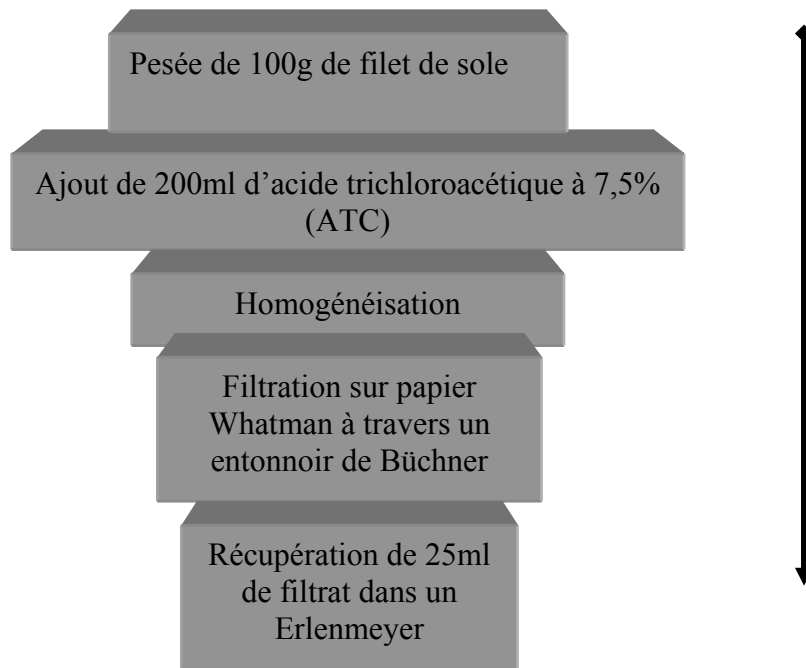 Pesée de 100g de filet de sole
Ajout de 200ml d’acide trichloroacétique à 7,5%
(ATC)
Homogénéisation
Filtration sur papier
Whatman à travers un
entonnoir de Büchner
Récupération de 25ml
de filtrat dans un
Erlenmeyer